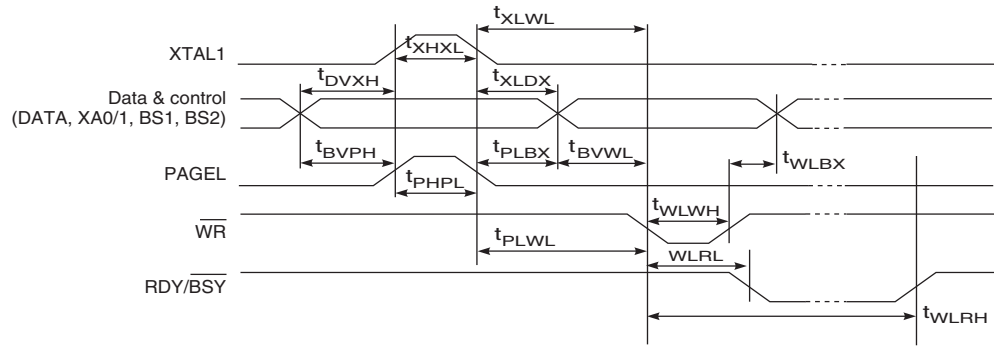 tXLWL
XTAL1
tXHXL
tDVXH
tXLDX
Data & control
(DATA, XA0/1, BS1, BS2)
tBVPH
tPLBX
tBVWL
tWLBX
PAGEL
tPHPL
tWLWH
WR
tPLWL
WLRL
RDY/BSY
tWLRH